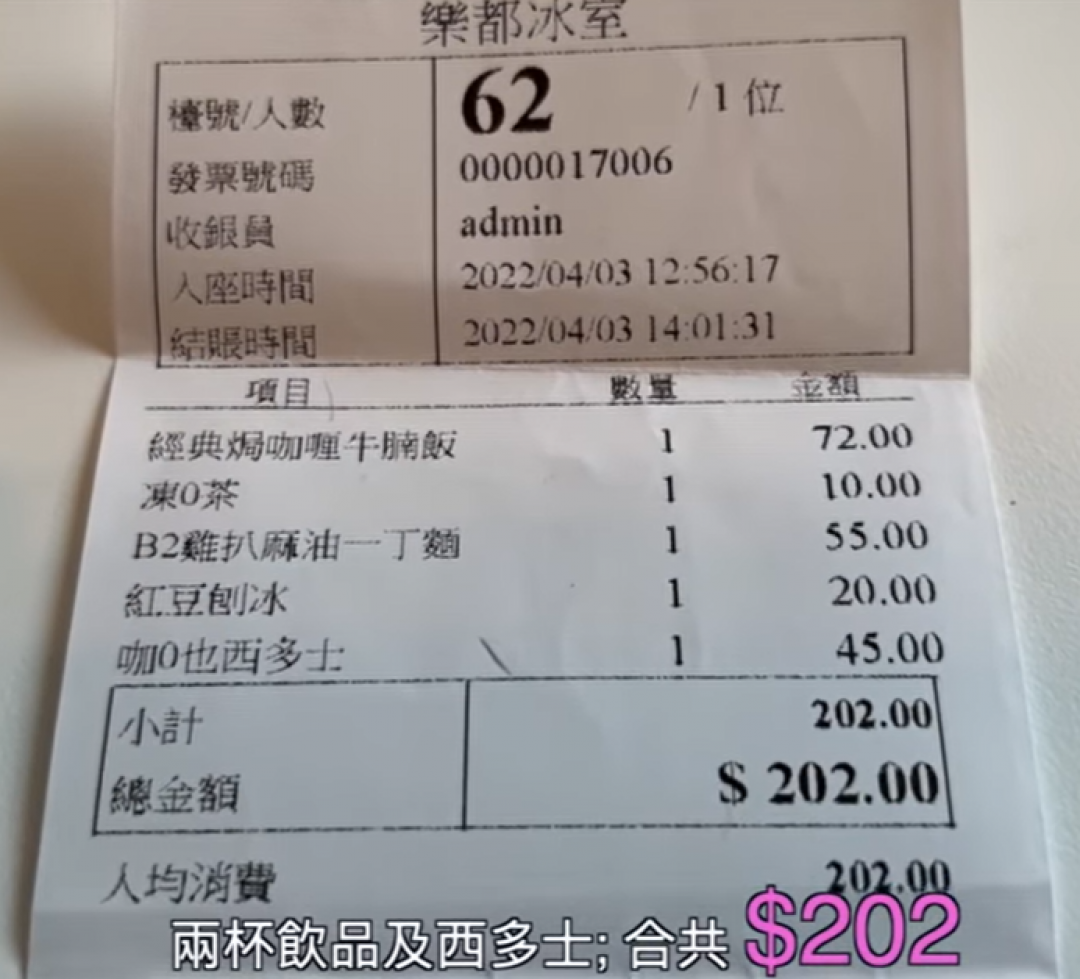 樂都冰室
檯號/人數 62 / 1 位
發票號碼 0000017006
收銀員 admin
入座時間 2022/04/03 12:56:17
結賬時間 2022/04/03 14:01:31
項目 數量 金額
經典焗咖喱牛腩飯 1 72.00
凍0茶 1 10.00
B2雞扒麻油一丁麵 1 55.00
紅豆刨冰 1 20.00
咖0也西多士 1 45.00
小計 202.00
總金額 $ 202.00
人均消費 202.00
兩杯飲品及西多士; 合共 $202